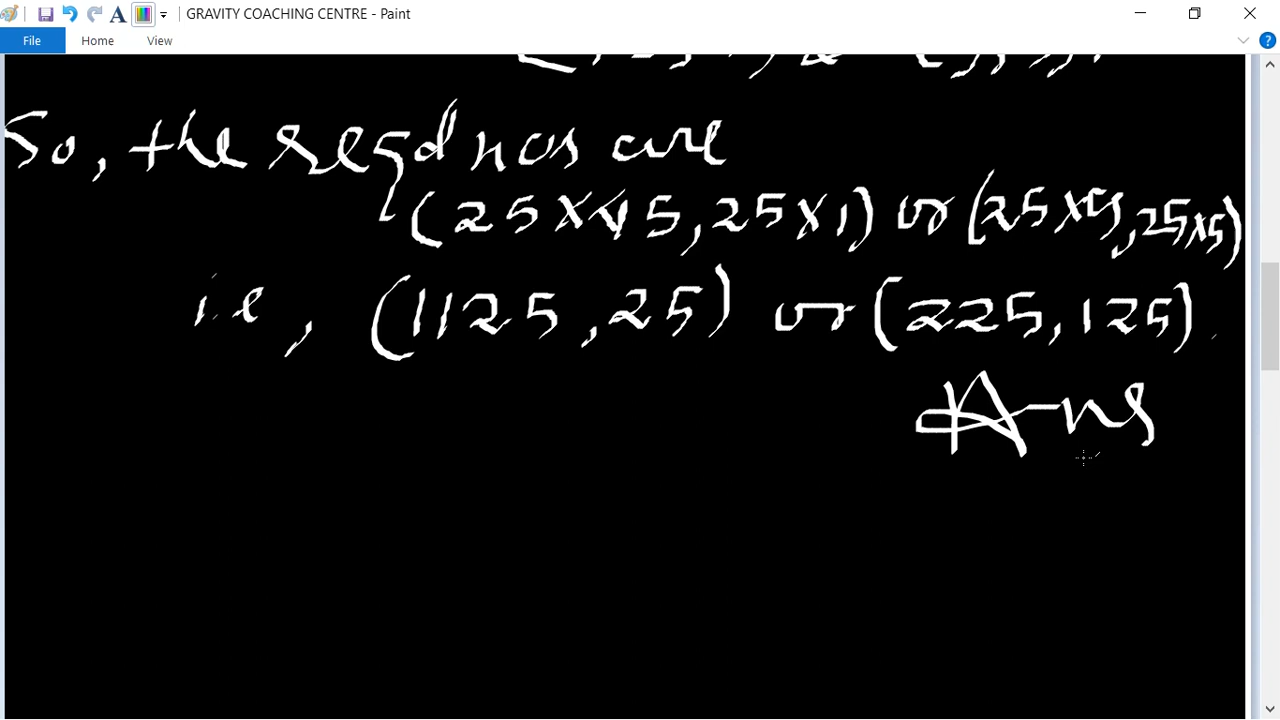 GRAVITY COACHING CENTRE - Paint
File Home View
So, the reqd nos are
(25×45, 25×1) or (25×9, 25×5)
i.e, (1125, 25) or (225, 125).
Ans